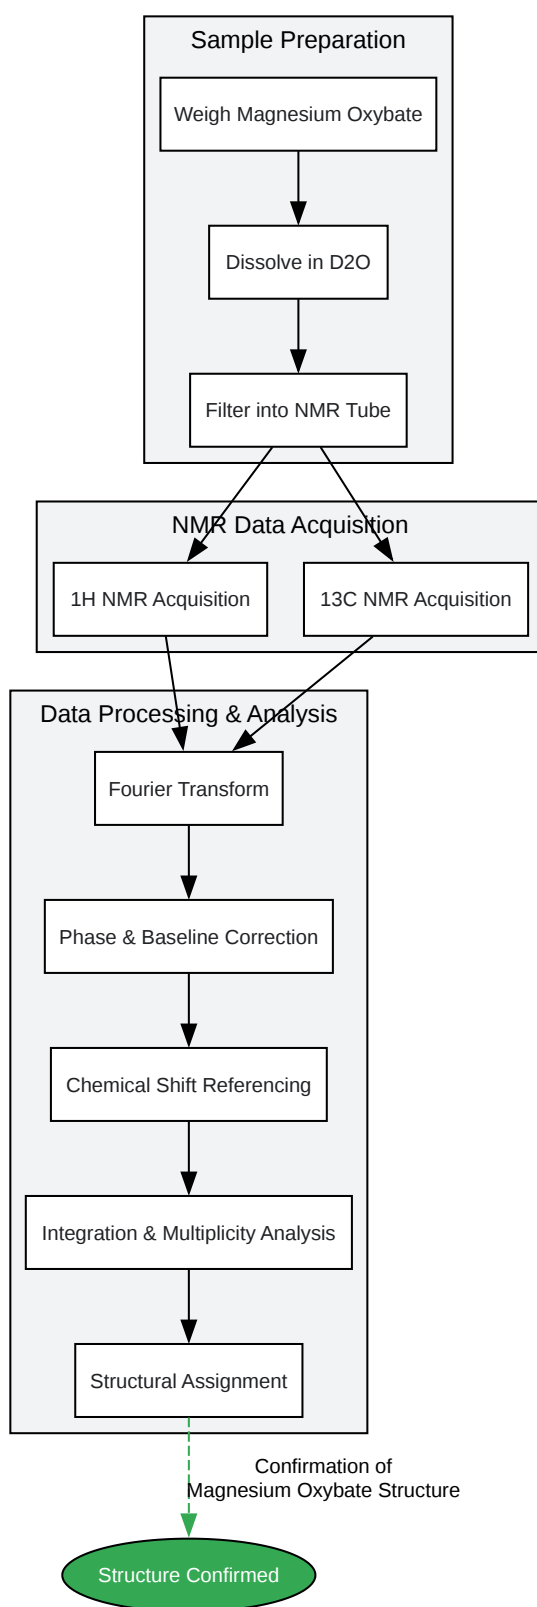 Sample Preparation
Weigh Magnesium Oxybate
Dissolve in D2O
Filter into NMR Tube
NMR Data Acquisition
1H NMR Acquisition
13C NMR Acquisition
Data Processing & Analysis
Fourier Transform
Phase & Baseline Correction
Chemical Shift Referencing
Integration & Multiplicity Analysis
Structural Assignment
Confirmation of
Magnesium Oxybate Structure
Structure Confirmed